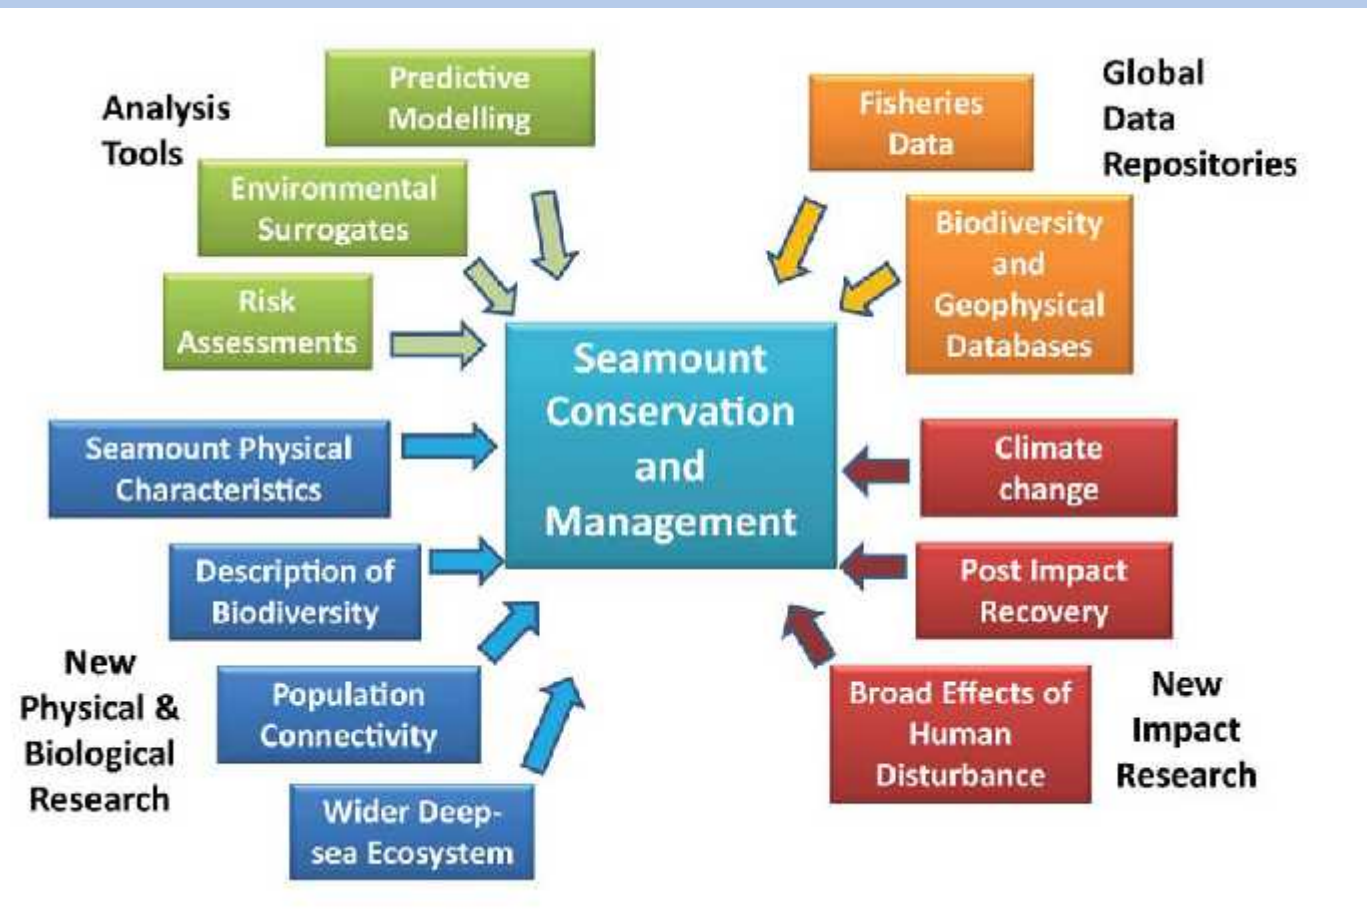 Analysis
Tools
Predictive
Modelling
Environmental
Surrogates
Risk
Assessments
Fisheries
Data
Global
Data
Repositories
Biodiversity
and
Geophysical
Databases
Seamount
Conservation
and
Management
Seamount Physical
Characteristics
Description of
Biodiversity
Population
Connectivity
Wider Deep-
sea Ecosystem
New
Physical &
Biological
Research
Climate
change
Post Impact
Recovery
Broad Effects of
Human
Disturbance
New
Impact
Research